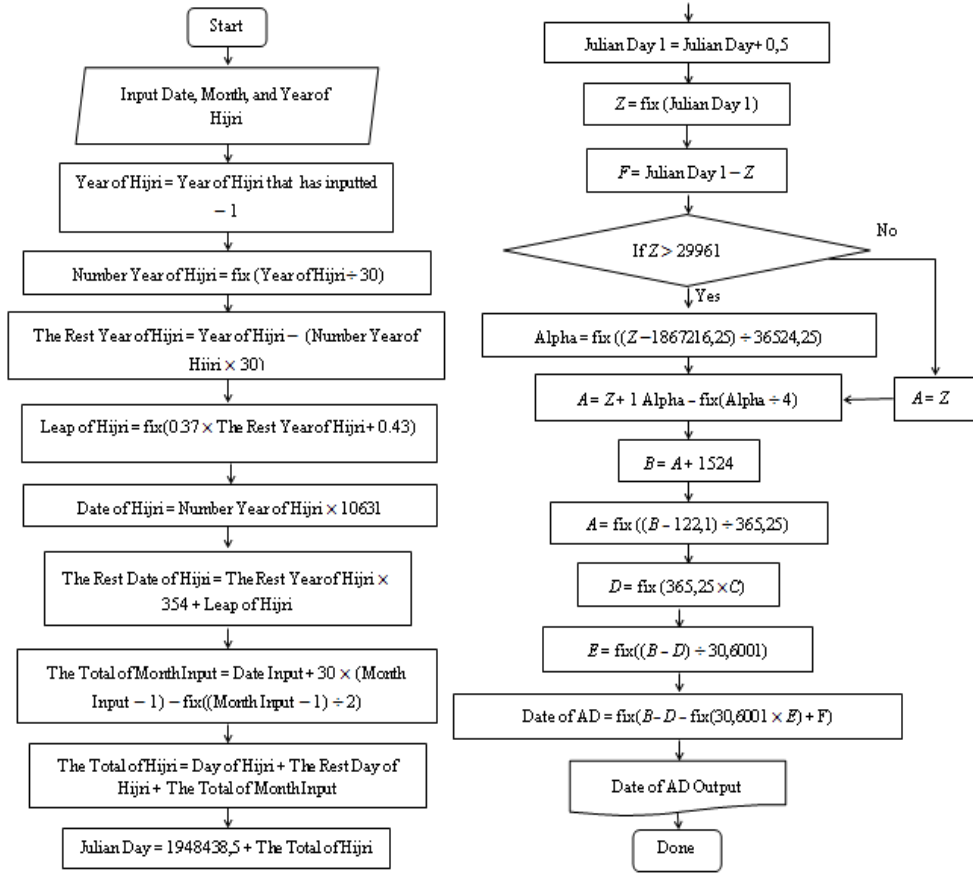 Start
Input Date, Month, and Year of
Hijri
Year of Hijri = Year of Hijri that has inputted
− 1
Number Year of Hijri = fix (Year of Hijri ÷ 30)
The Rest Year of Hijri = Year of Hijri − (Number Year of
Hijri × 30)
Leap of Hijri = fix(0.37 × The Rest Year of Hijri + 0.43)
Date of Hijri = Number Year of Hijri × 10631
The Rest Date of Hijri = The Rest Year of Hijri ×
354 + Leap of Hijri
The Total of Month Input = Date Input + 30 × (Month
Input − 1) − fix((Month Input − 1) ÷ 2)
The Total of Hijri = Day of Hijri + The Rest Day of
Hijri + The Total of Month Input
Julian Day = 1948438,5 + The Total of Hijri
Julian Day 1 = Julian Day + 0,5
Z = fix (Julian Day 1)
F = Julian Day 1 − Z
If Z > 29961
No
Yes
Alpha = fix ((Z − 1867216,25) ÷ 36524,25)
A = Z + 1 Alpha − fix(Alpha ÷ 4)
A = Z
B = A + 1524
A = fix ((B − 122,1) ÷ 365,25)
D = fix (365,25 × C)
E = fix((B − D) ÷ 30,6001)
Date of AD = fix(B − D − fix(30,6001 × E) + F)
Date of AD Output
Done